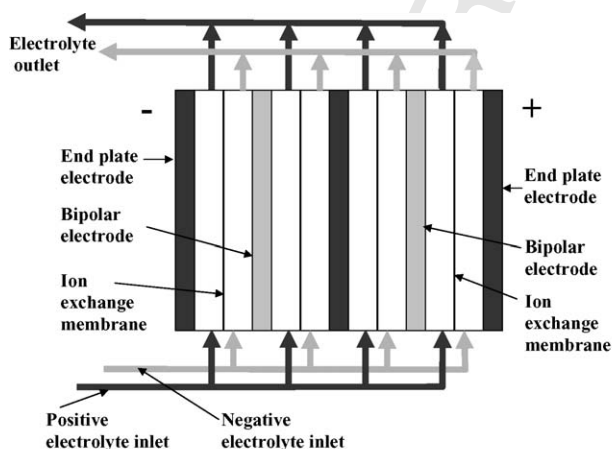 Electrolyte
outlet
-
+
End plate
electrode
Bipolar
electrode
Ion
exchange
membrane
End plate
electrode
Bipolar
electrode
Ion
exchange
membrane
Positive
electrolyte inlet
Negative
electrolyte inlet